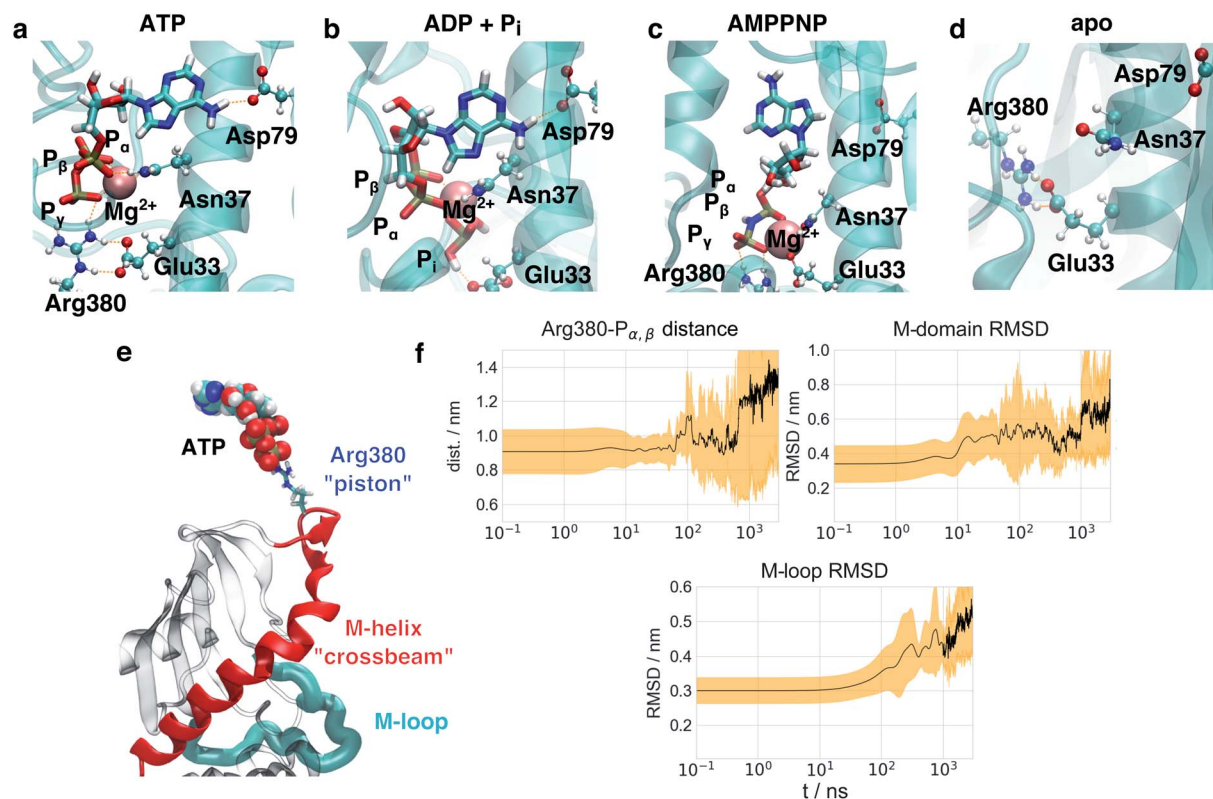 a ATP
Asp79
Pα
Pβ
Asn37
Mg2+
Pγ
Glu33
Arg380
b ADP + Pi
Asp79
Pβ
Asn37
Mg2+
Pα
Pi
Glu33
c AMPPNP
Asp79
Pα
Pβ
Asn37
Pγ
Mg2+
Arg380
Glu33
d apo
Asp79
Arg380
Asn37
Glu33
e
ATP
Arg380
"piston"
M-helix
"crossbeam"
M-loop
f
Arg380-Pα, β distance
dist. / nm
1.4
1.2
1.0
0.8
0.6
10−1 100 101 102 103
M-domain RMSD
RMSD / nm
1.0
0.8
0.6
0.4
0.2
10−1 100 101 102 103
M-loop RMSD
RMSD / nm
0.6
0.5
0.4
0.3
0.2
10−1 100 101 102 103
t / ns